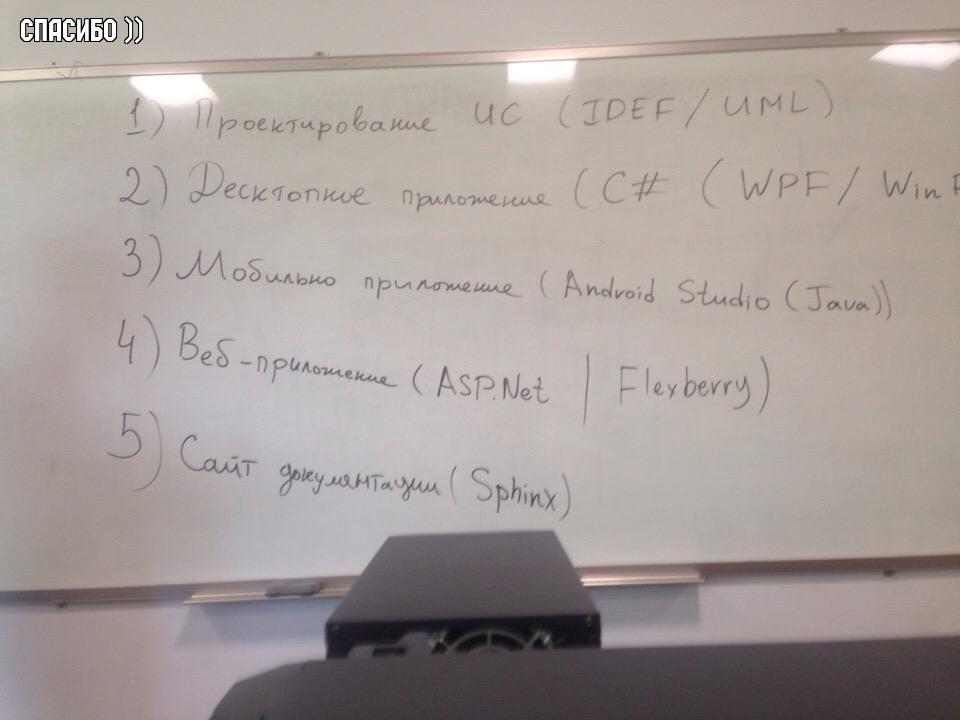 СПАСИБО ))
1) Проектирование ИС (IDEF / UML)
2) Десктопное приложение (C# ( WPF / Win F
3) Мобильно приложение (Android Studio (Java))
4) Веб-приложение (ASP.Net | Flexberry)
5) Сайт документации (Sphinx)